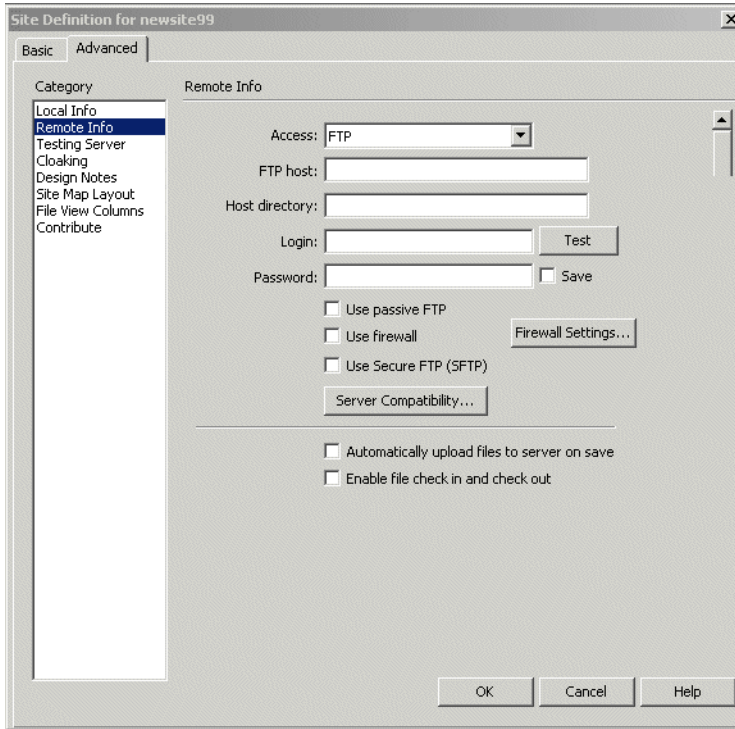 Site Definition for newsite99
Basic
Advanced
Category
Local Info
Remote Info
Testing Server
Cloaking
Design Notes
Site Map Layout
File View Columns
Contribute
Remote Info
Access: FTP
FTP host:
Host directory:
Login:
Test
Password:
Save
Use passive FTP
Use firewall
Firewall Settings...
Use Secure FTP (SFTP)
Server Compatibility...
Automatically upload files to server on save
Enable file check in and check out
OK
Cancel
Help